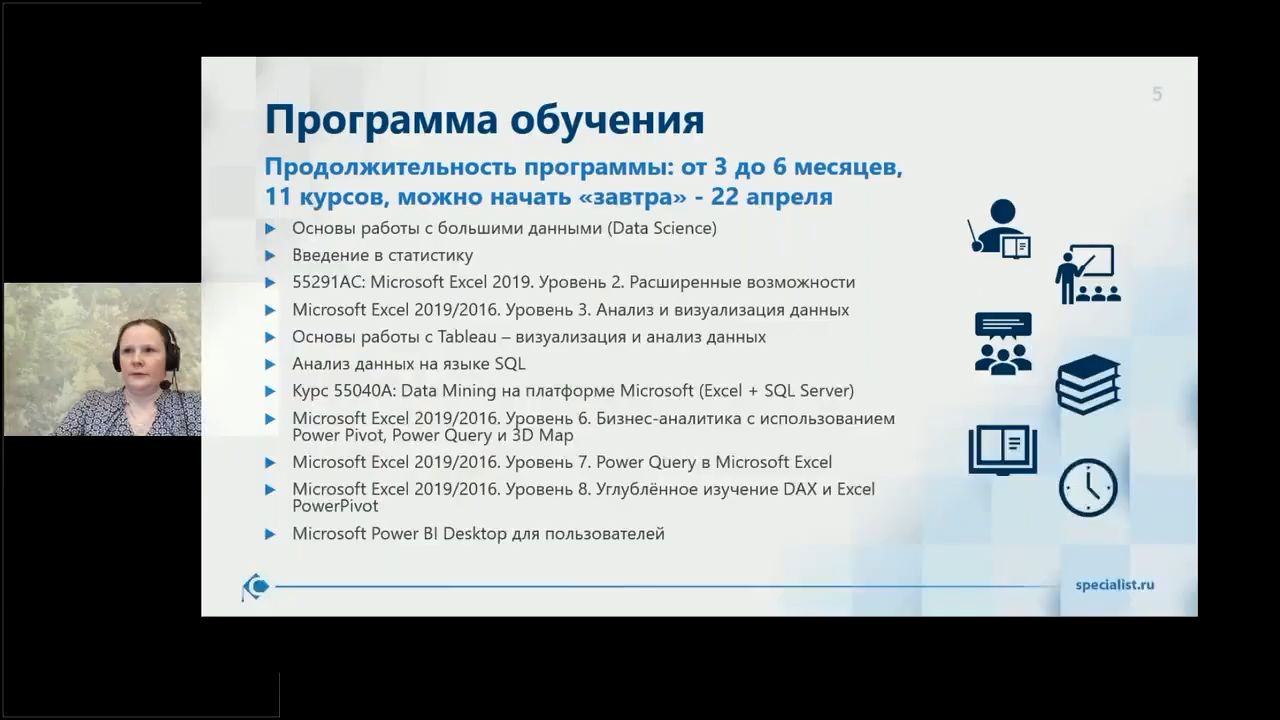 5
Программа обучения
Продолжительность программы: от 3 до 6 месяцев,
11 курсов, можно начать «завтра» - 22 апреля
Основы работы с большими данными (Data Science)
Введение в статистику
55291AC: Microsoft Excel 2019. Уровень 2. Расширенные возможности
Microsoft Excel 2019/2016. Уровень 3. Анализ и визуализация данных
Основы работы с Tableau – визуализация и анализ данных
Анализ данных на языке SQL
Курс 55040A: Data Mining на платформе Microsoft (Excel + SQL Server)
Microsoft Excel 2019/2016. Уровень 6. Бизнес-аналитика с использованием
Power Pivot, Power Query и 3D Map
Microsoft Excel 2019/2016. Уровень 7. Power Query в Microsoft Excel
Microsoft Excel 2019/2016. Уровень 8. Углублённое изучение DAX и Excel
PowerPivot
Microsoft Power BI Desktop для пользователей
specialist.ru